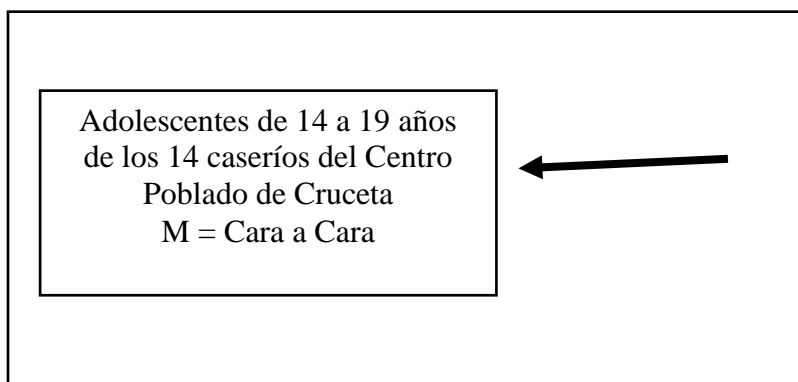 Adolescentes de 14 a 19 años
de los 14 caseríos del Centro
Poblado de Cruceta
M = Cara a Cara